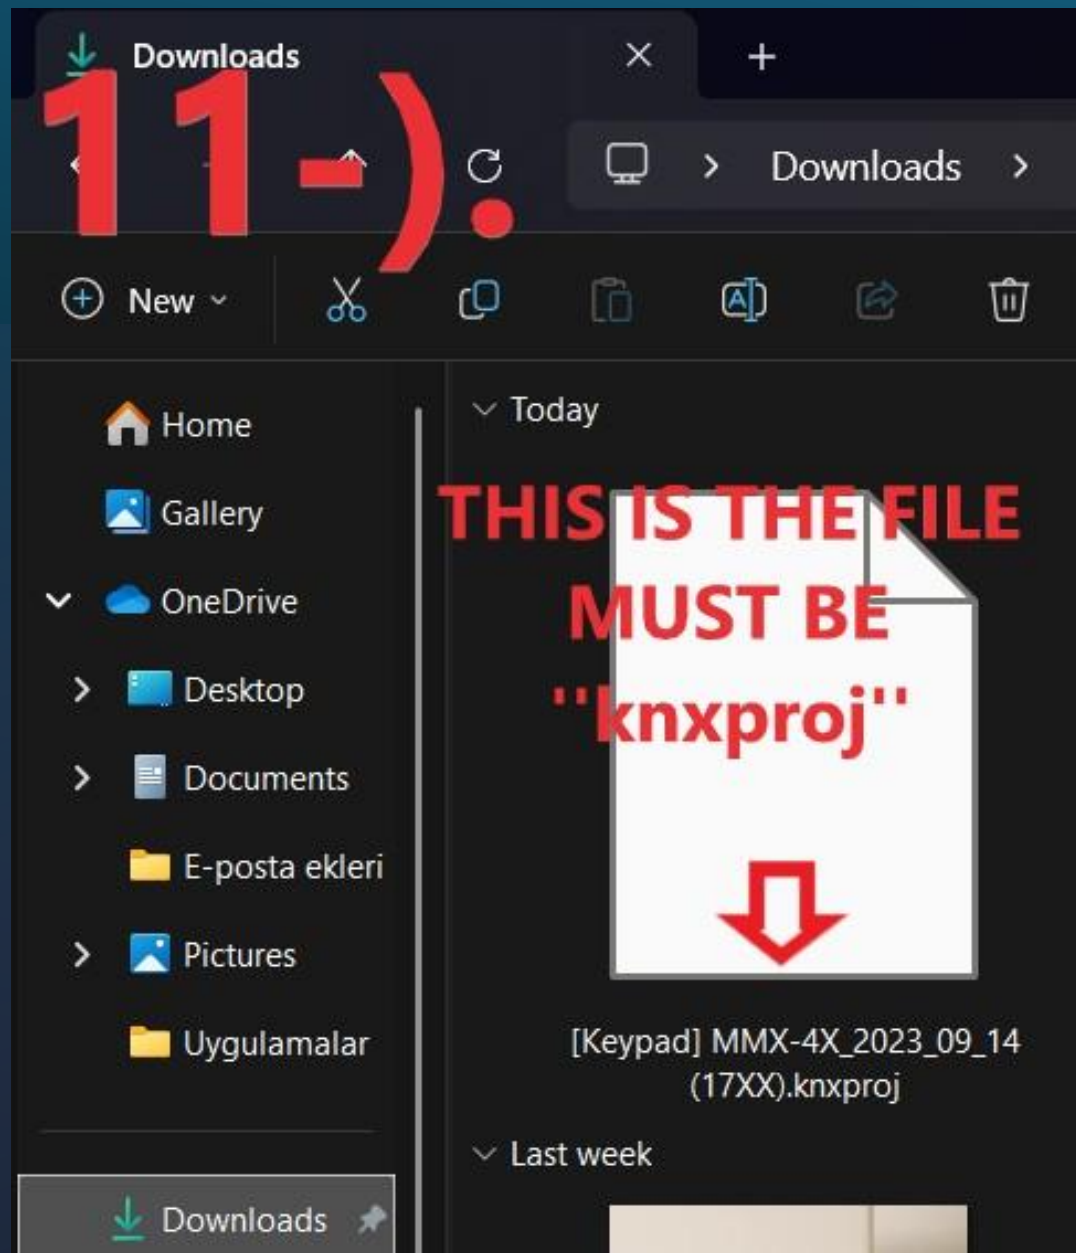 Downloads
11-).
Downloads
New
Home
Gallery
OneDrive
Desktop
Documents
E-posta ekleri
Pictures
Uygulamalar
Downloads
Today
THIS IS THE FILE
MUST BE
''knxproj''
[Keypad] MMX-4X_2023_09_14
(17XX).knxproj
Last week